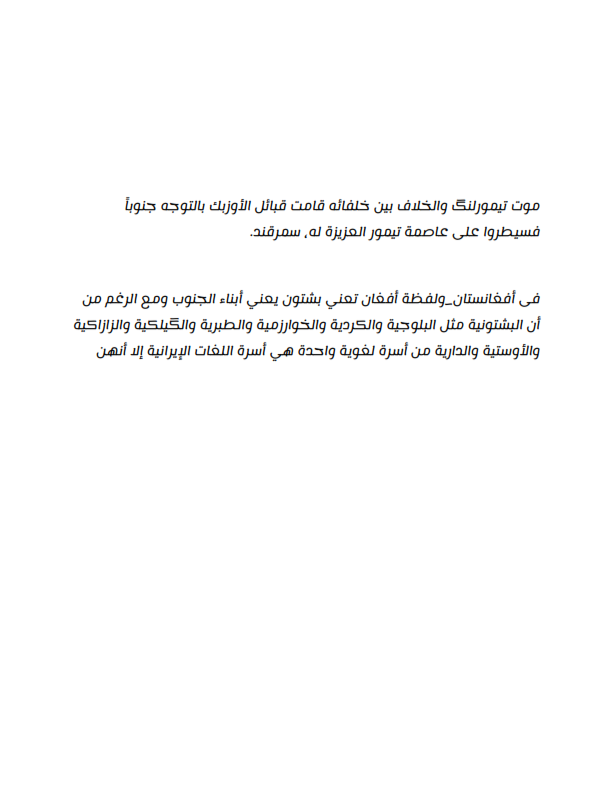 موت تيمورلنگ والخلاف بين خلفائه قامت قبائل الأوزبك بالتوجه جنوباً
فسيطروا على عاصمة تيمور العزيزة له، سمرقند.
فى أفغانستان_ولفظة أفغان تعني بشتون يعني أبناء الجنوب ومع الرغم من
أن البشتونية مثل البلوجية والكردية والخوارزمية والطبرية والگيلكية والزازاكية
والأوستية والدارية من أسرة لغوية واحدة هي أسرة اللغات الإيرانية إلا أنهن